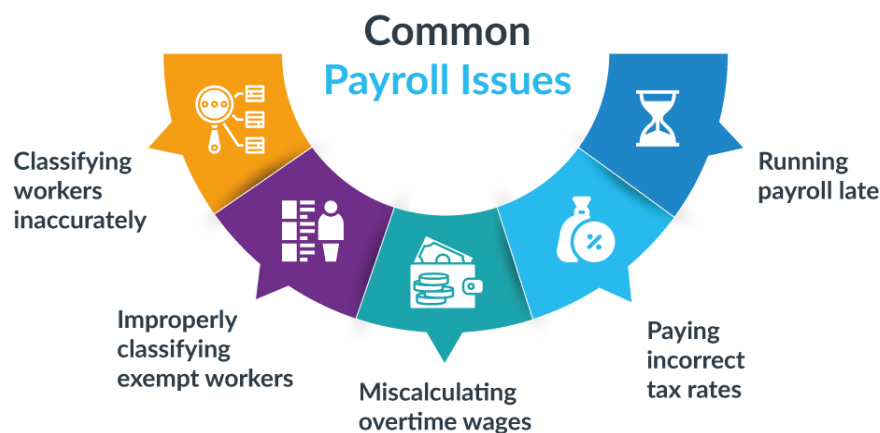 Common
Payroll Issues
Classifying
workers
inaccurately
Improperly
classifying
exempt workers
Miscalculating
overtime wages
Paying
incorrect
tax rates
Running
payroll late
%